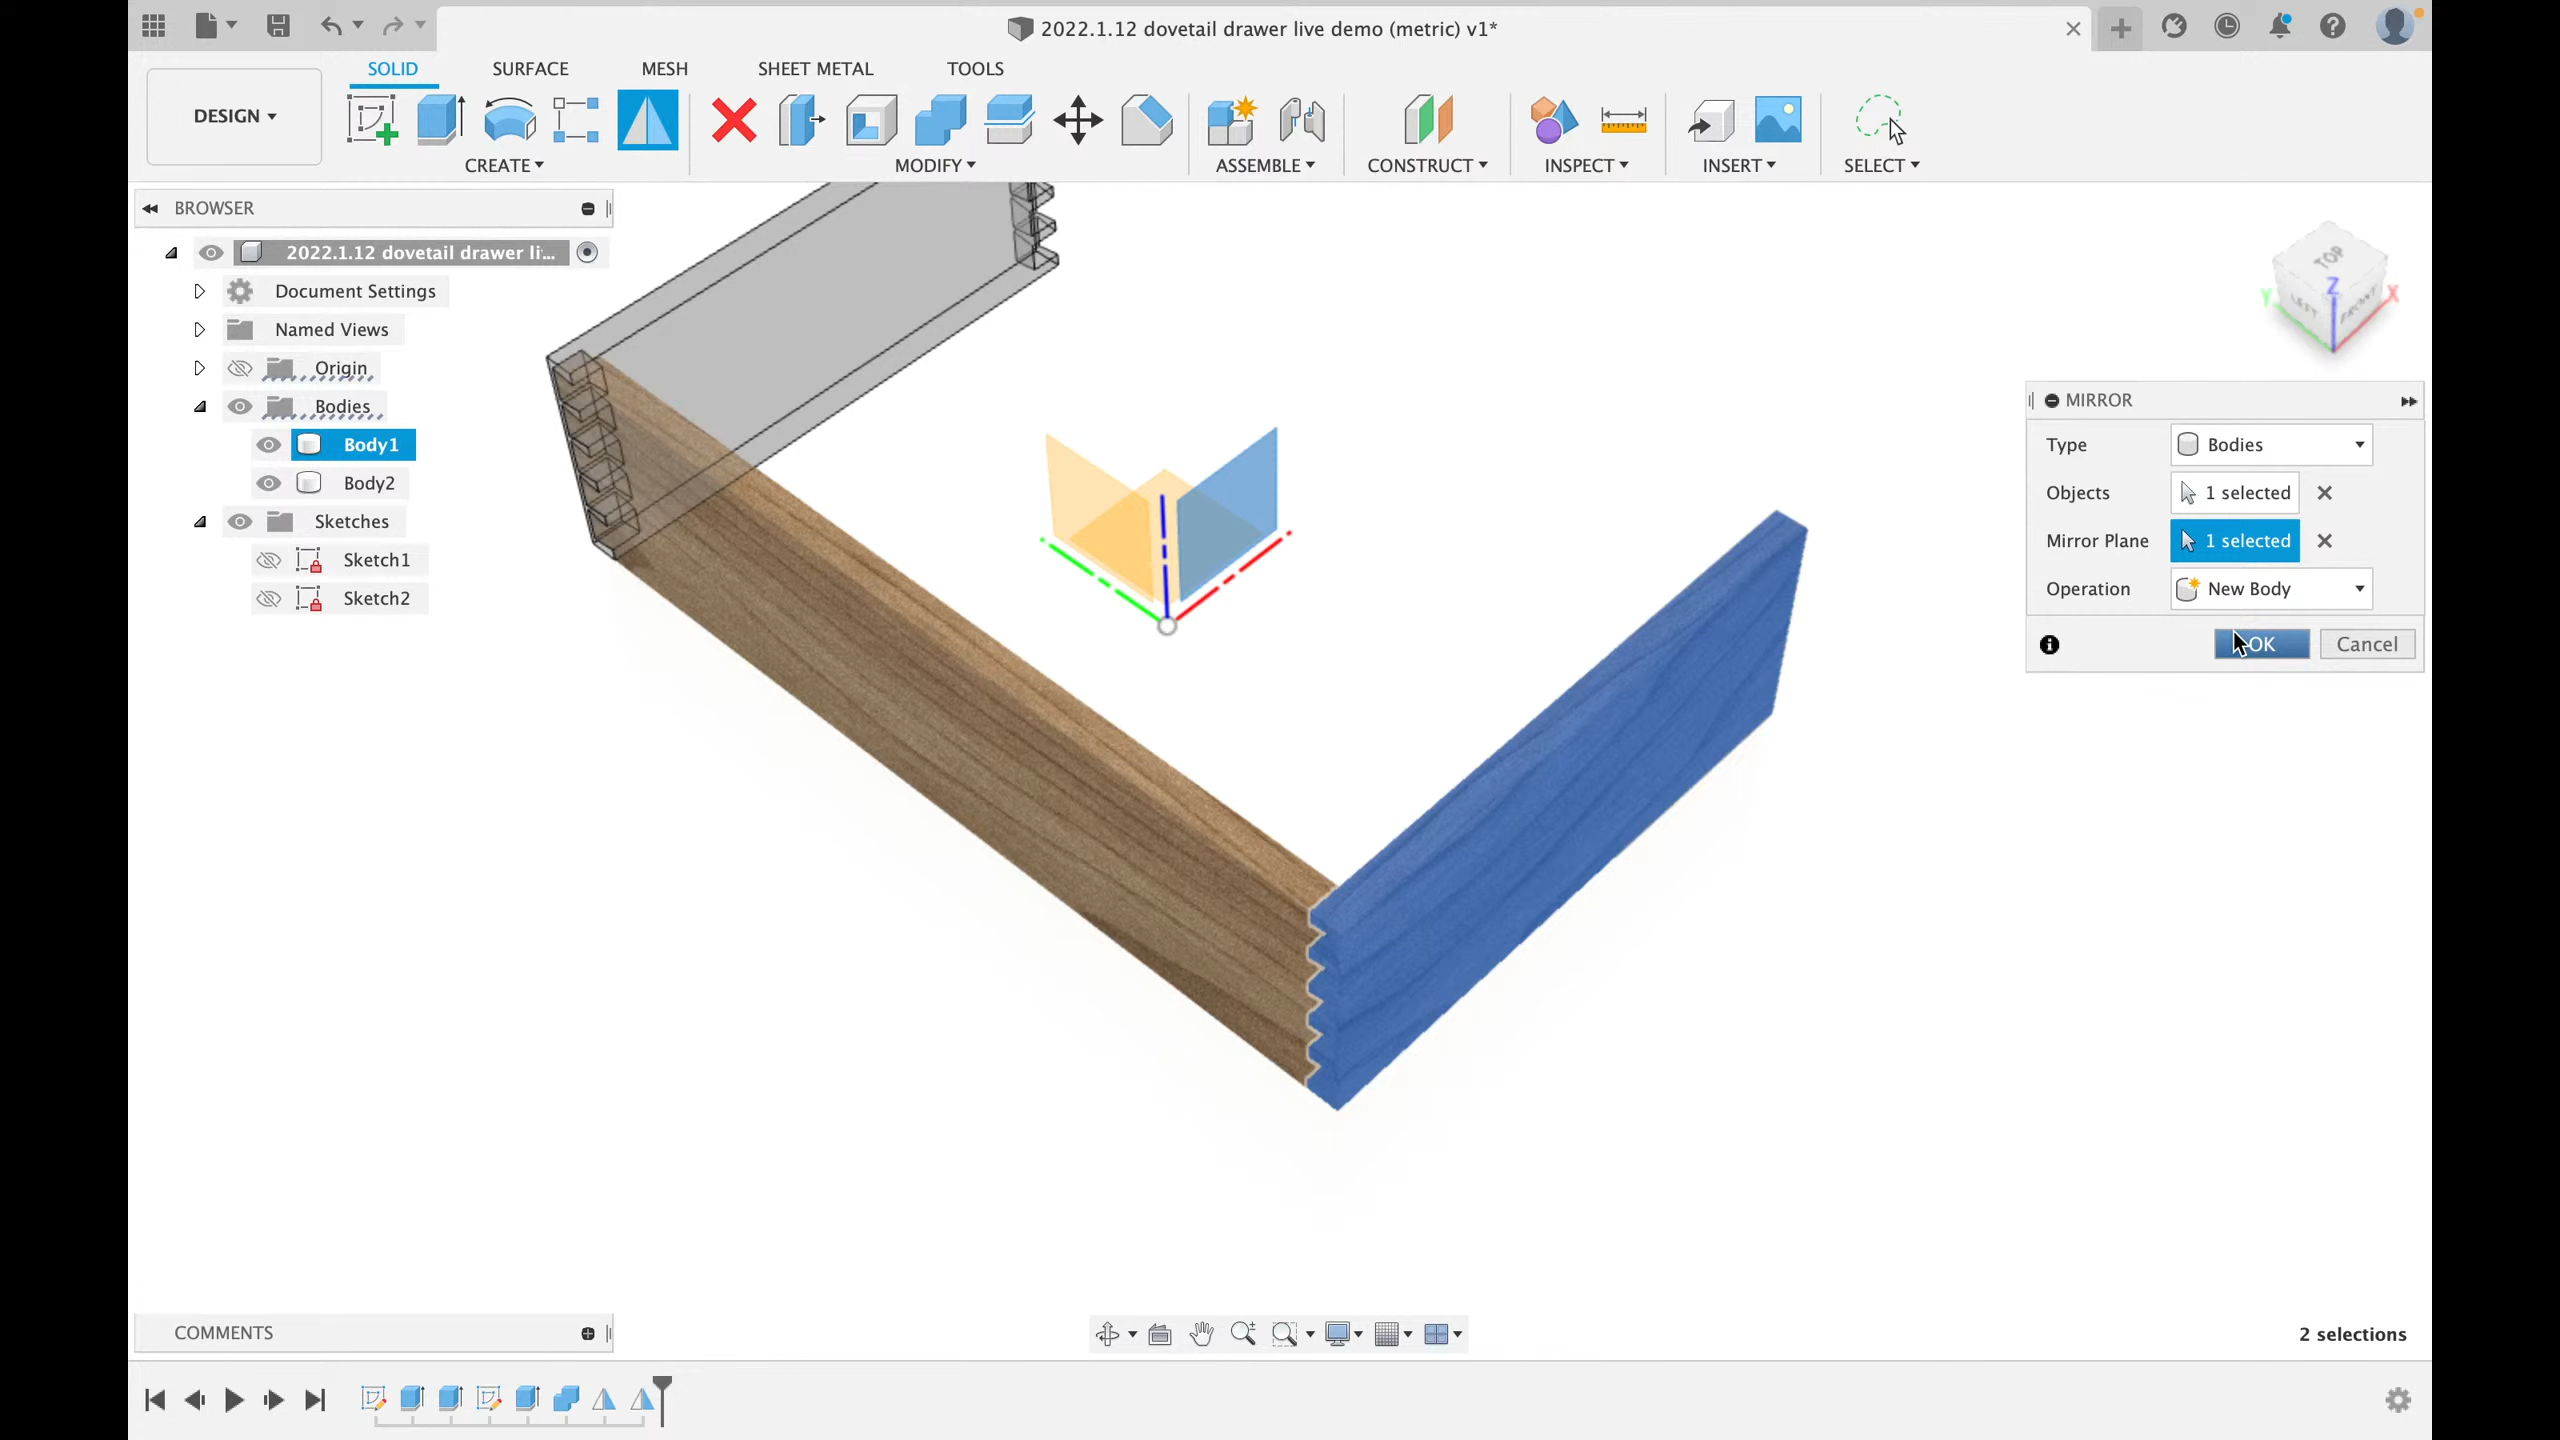 2022.1.12 dovetail drawer live demo (metric) v1*
SOLID
SURFACE
MESH
SHEET METAL
TOOLS
DESIGN
CREATE
MODIFY
ASSEMBLE
CONSTRUCT
INSPECT
INSERT
SELECT
BROWSER
2022.1.12 dovetail drawer li...
Document Settings
Named Views
Origin
Bodies
Body1
Body2
Sketches
Sketch1
Sketch2
TOP
LEFT
FRONT
Z
Y
X
MIRROR
Type
Bodies
Objects
1 selected
Mirror Plane
1 selected
Operation
New Body
OK
Cancel
COMMENTS
2 selections